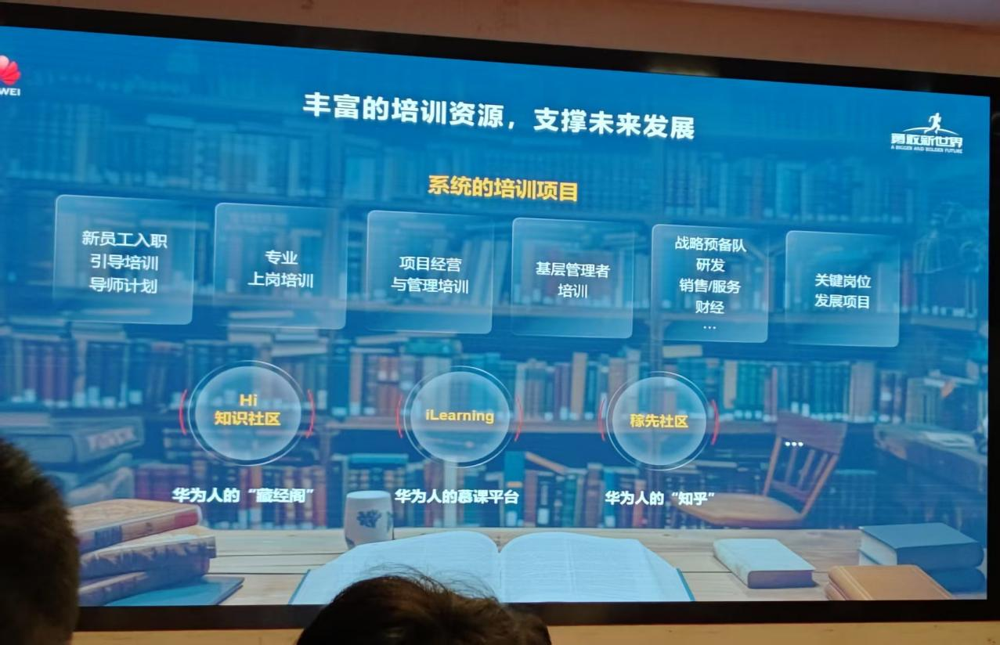 WEI
丰富的培训资源，支撑未来发展
勇敢新世界
A BIGGER AND BOLDER FUTURE
系统的培训项目
新员工入职
引导培训
导师计划
专业
上岗培训
项目经营
与管理培训
基层管理者
培训
战略预备队
研发
销售/服务
财经
...
关键岗位
发展项目
Hi
知识社区
iLearning
稼先社区
...
华为人的“藏经阁”
华为人的慕课平台
华为人的“知乎”